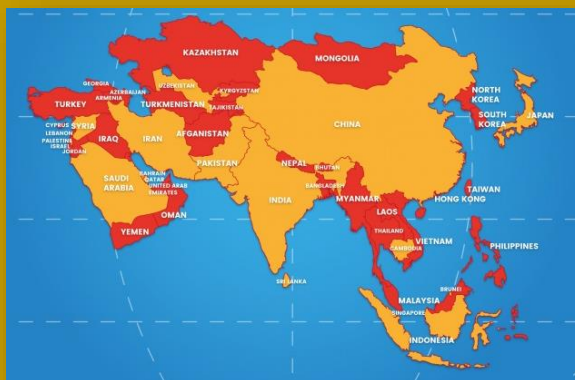 KAZAKHSTAN
MONGOLIA
GEORGIA
UZBEKISTAN
KYRGYZSTAN
AZERBAIJAN
ARMENIA
TURKEY
TURKMENISTAN
TAJIKISTAN
NORTH
KOREA
SOUTH
KOREA
JAPAN
CHINA
CYPRUS
SYRIA
LEBANON
PALESTINE
ISRAEL
JORDAN
IRAQ
IRAN
AFGHANISTAN
PAKISTAN
NEPAL
BHUTAN
BAHRAIN
QATAR
SAUDI
ARABIA
UNITED ARAB
EMIRATES
OMAN
YEMEN
INDIA
BANGLADESH
MYANMAR
LAOS
HONG KONG
TAIWAN
THAILAND
VIETNAM
CAMBODIA
PHILIPPINES
SRI LANKA
BRUNEI
MALAYSIA
SINGAPORE
INDONESIA